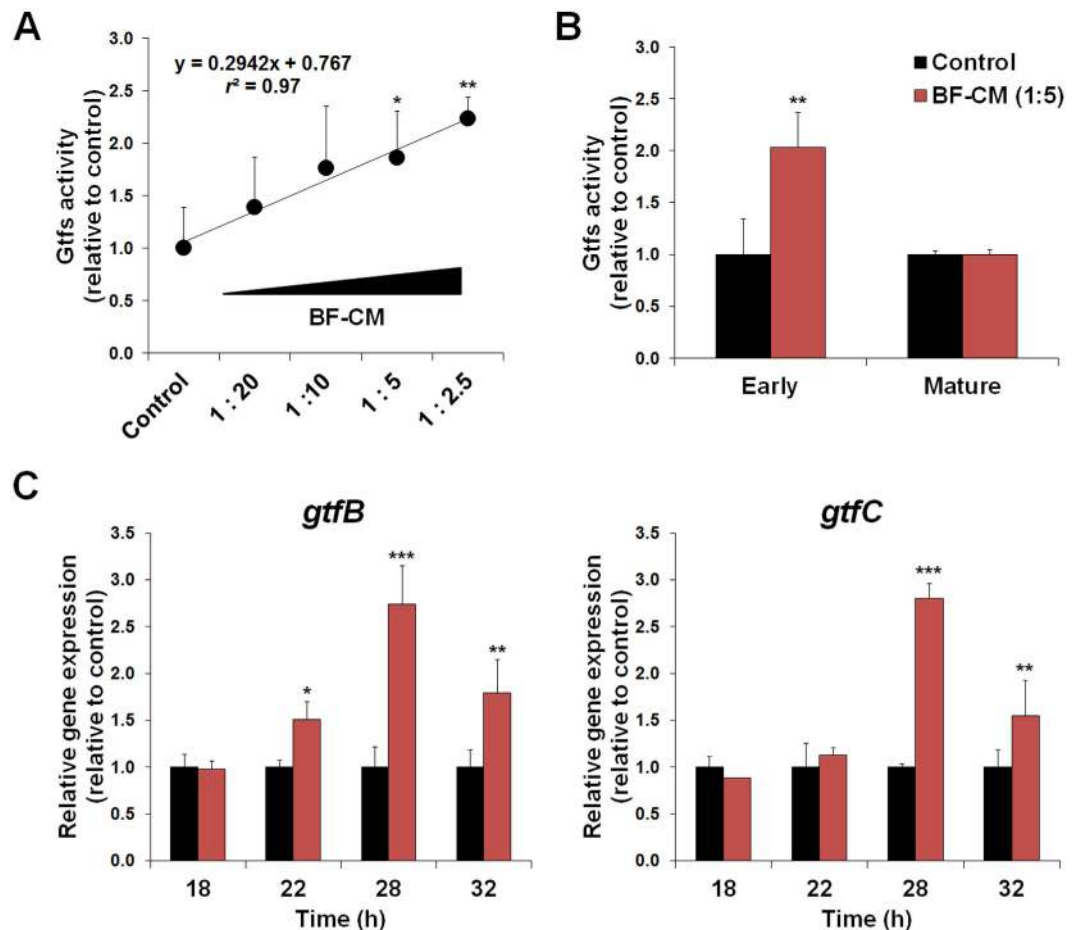 A
Gtfs activity
(relative to control)
3.0
2.5
2.0
1.5
1.0
0.5
0.0
y = 0.2942x + 0.767
r² = 0.97
*
**
BF-CM
Control
1 : 20
1 :10
1 : 5
1 : 2.5
B
Gtfs activity
(relative to control)
3.0
2.5
2.0
1.5
1.0
0.5
0.0
Control
BF-CM (1:5)
**
Early
Mature
C
gtfB
Relative gene expression
(relative to control)
3.5
3.0
2.5
2.0
1.5
1.0
0.5
0.0
*
***
**
18
22
28
32
Time (h)
gtfC
Relative gene expression
(relative to control)
3.5
3.0
2.5
2.0
1.5
1.0
0.5
0.0
***
**
18
22
28
32
Time (h)